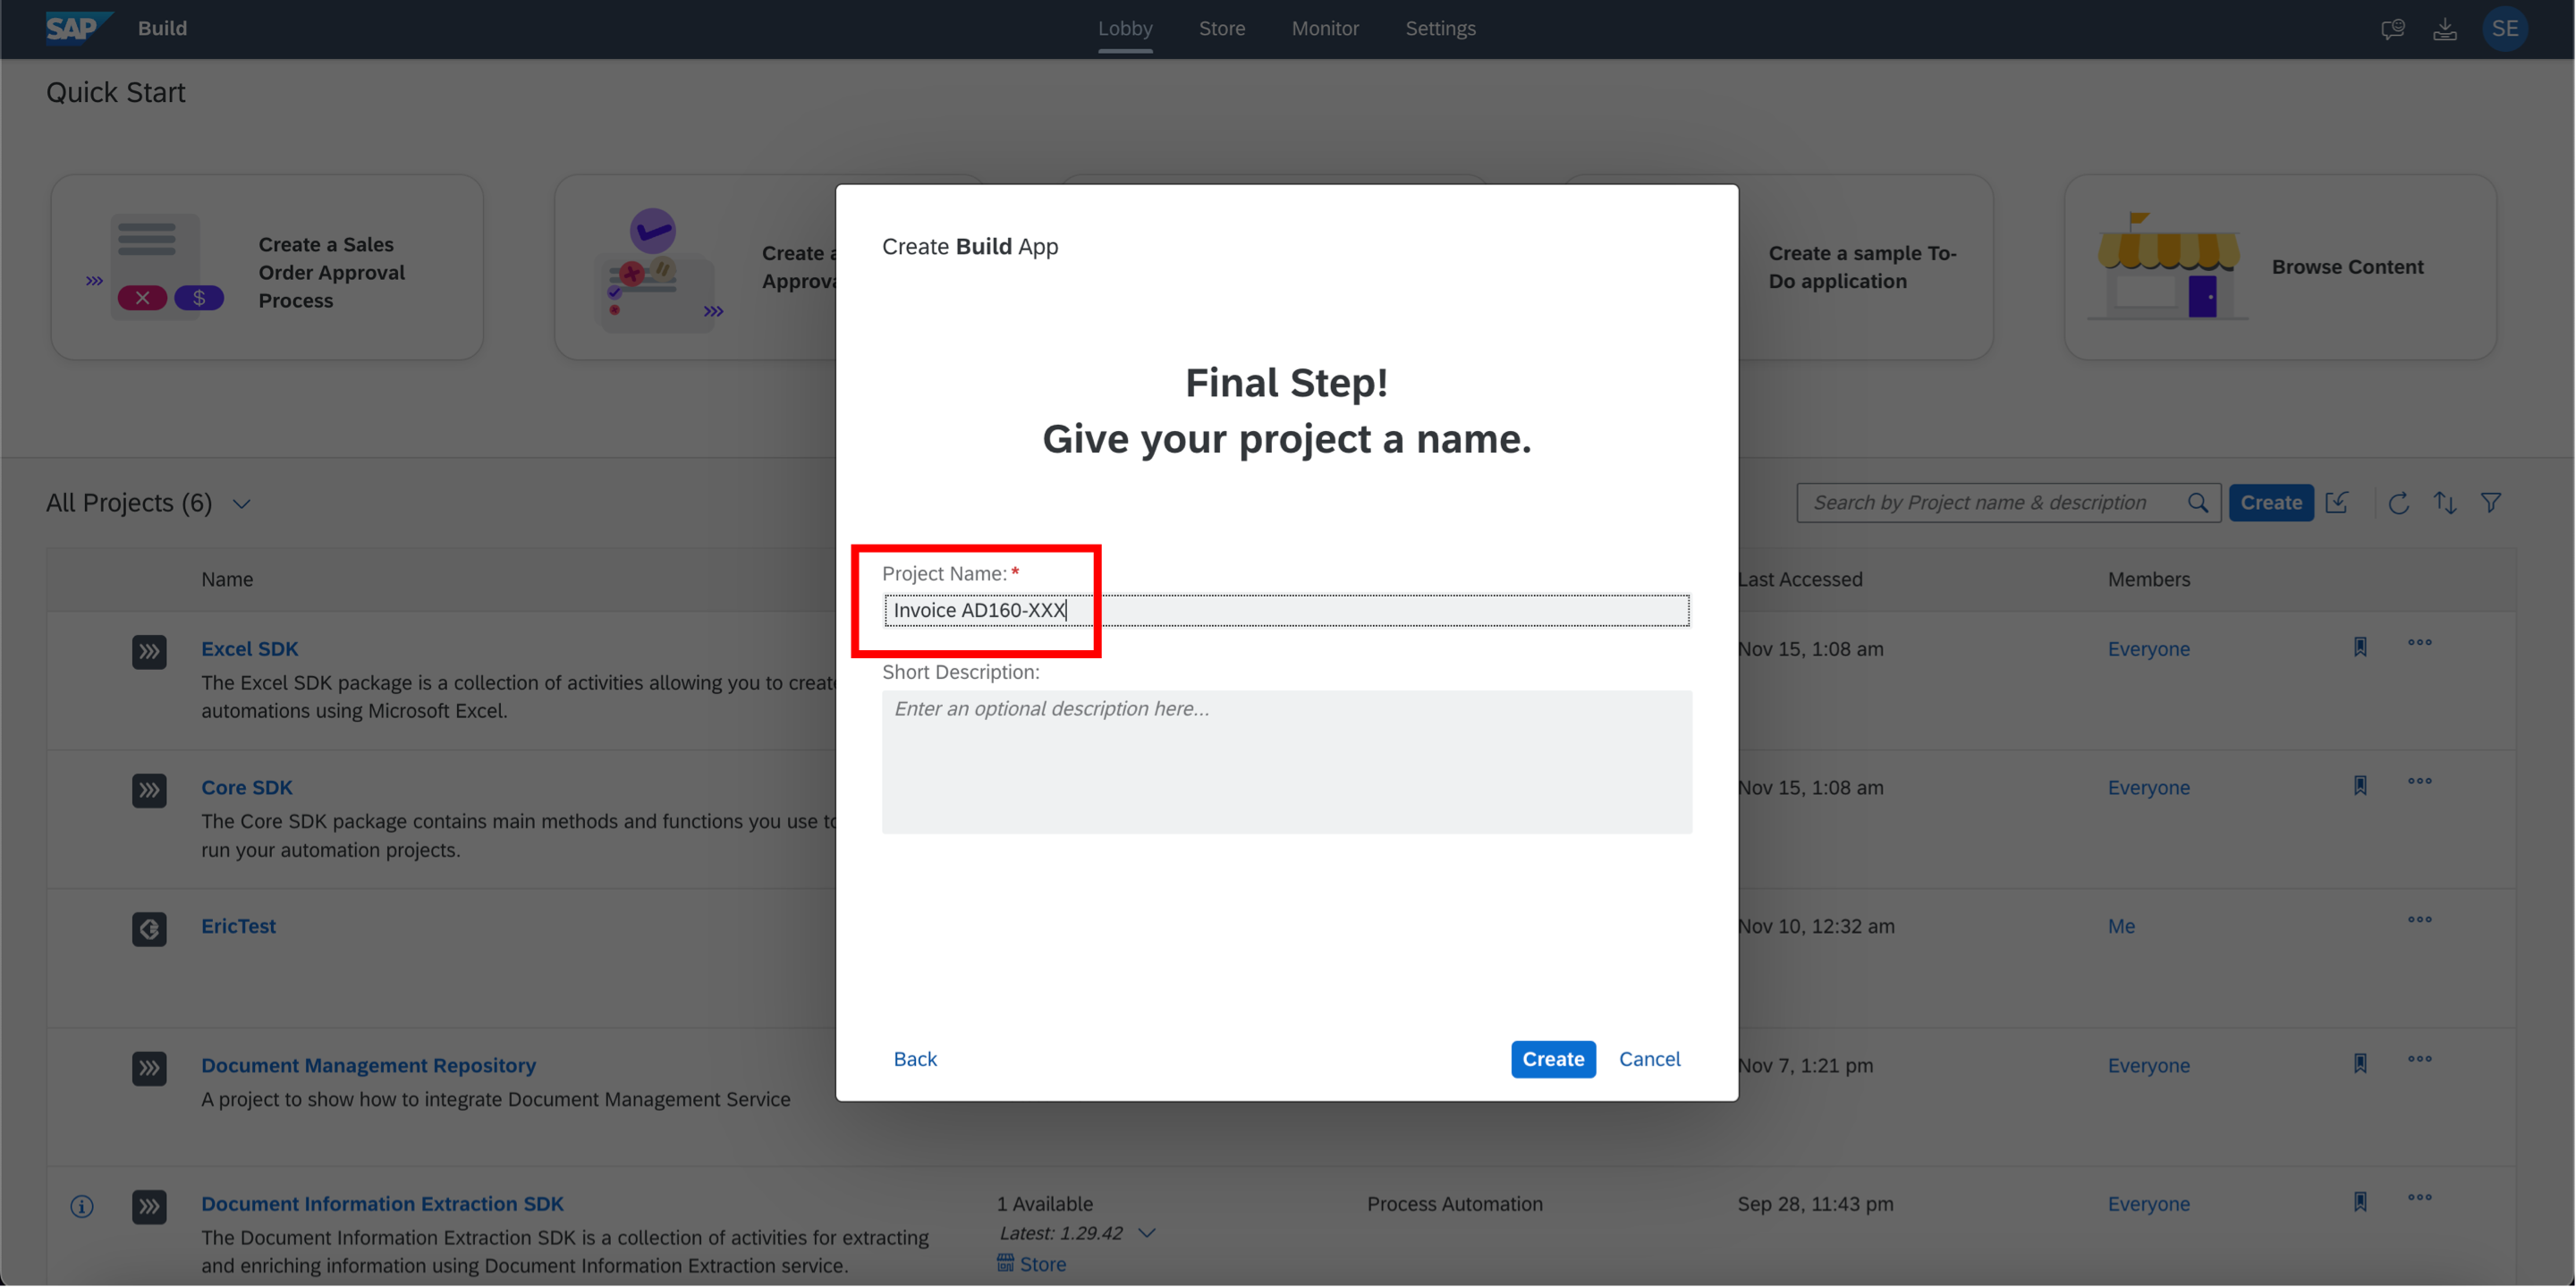 SAP Build Lobby Store Monitor Settings SE
Quick Start
Create a Sales
Order Approval
Process
$
Create a
Approva
Create a sample To-
Do application
Browse Content
Create Build App
Final Step!
Give your project a name.
Project Name: *
Invoice AD160-XXX
Short Description:
Enter an optional description here...
Back Create Cancel
All Projects (6) Search by Project name & description Create
Name Last Accessed Members
Excel SDK Nov 15, 1:08 am Everyone
The Excel SDK package is a collection of activities allowing you to create
automations using Microsoft Excel.
Core SDK Nov 15, 1:08 am Everyone
The Core SDK package contains main methods and functions you use to
run your automation projects.
EricTest Nov 10, 12:32 am Me
Document Management Repository Nov 7, 1:21 pm Everyone
A project to show how to integrate Document Management Service
Document Information Extraction SDK 1 Available Process Automation Sep 28, 11:43 pm Everyone
The Document Information Extraction SDK is a collection of activities for extracting Latest: 1.29.42
and enriching information using Document Information Extraction service. Store